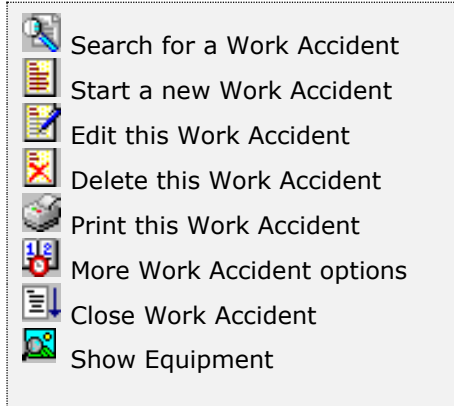 Search for a Work Accident
Start a new Work Accident
Edit this Work Accident
Delete this Work Accident
Print this Work Accident
More Work Accident options
Close Work Accident
Show Equipment